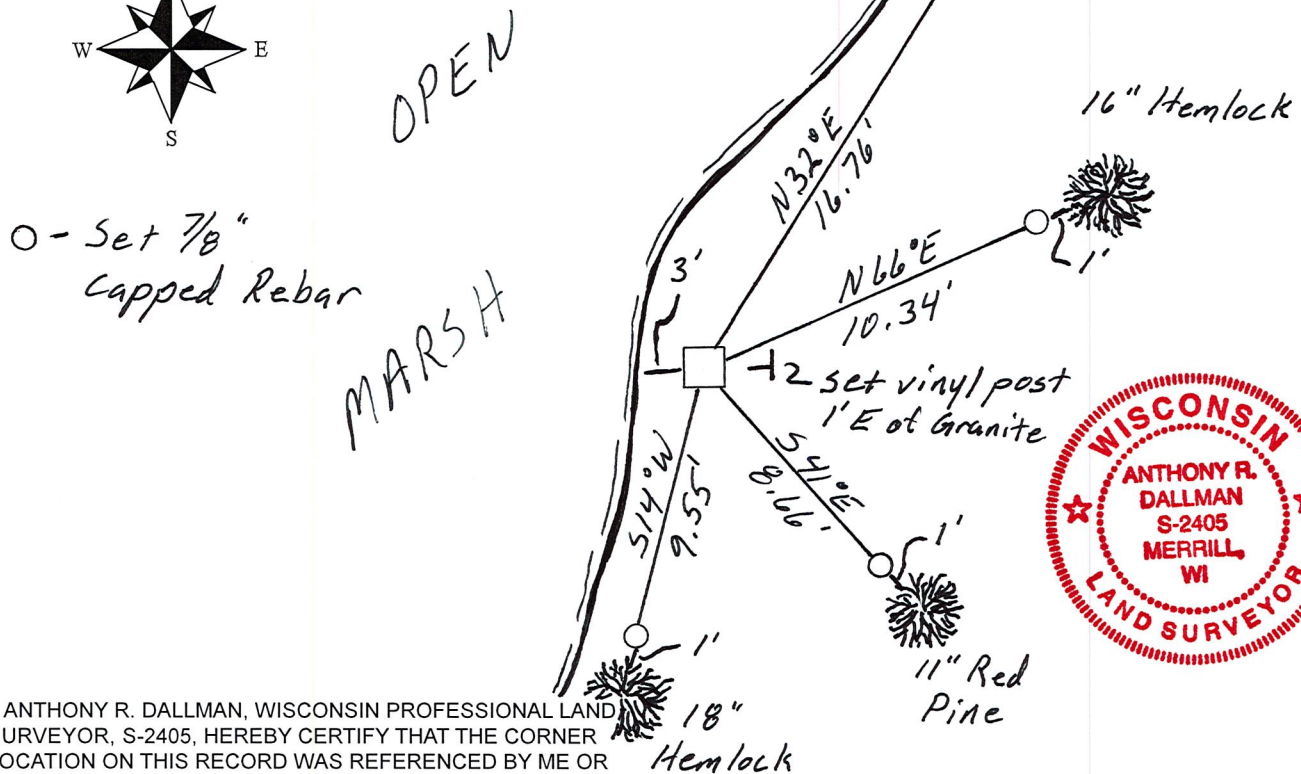 W
E
S
OPEN
MARSH
O - Set 7/8"
Capped Rebar
N32°E
16.76'
16" Hemlock
1'
N66°E
10.34'
3'
set vinyl post
1'E of Granite
S41°E
8.66'
1'
11" Red
Pine
S14°W
9.55'
1'
18"
Hemlock
WISCONSIN
ANTHONY R.
DALLMAN
S-2405
MERRILL,
WI
LAND SURVEYOR
ANTHONY R. DALLMAN, WISCONSIN PROFESSIONAL LAND
URVEYOR, S-2405, HEREBY CERTIFY THAT THE CORNER
OCATION ON THIS RECORD WAS REFERENCED BY ME OR